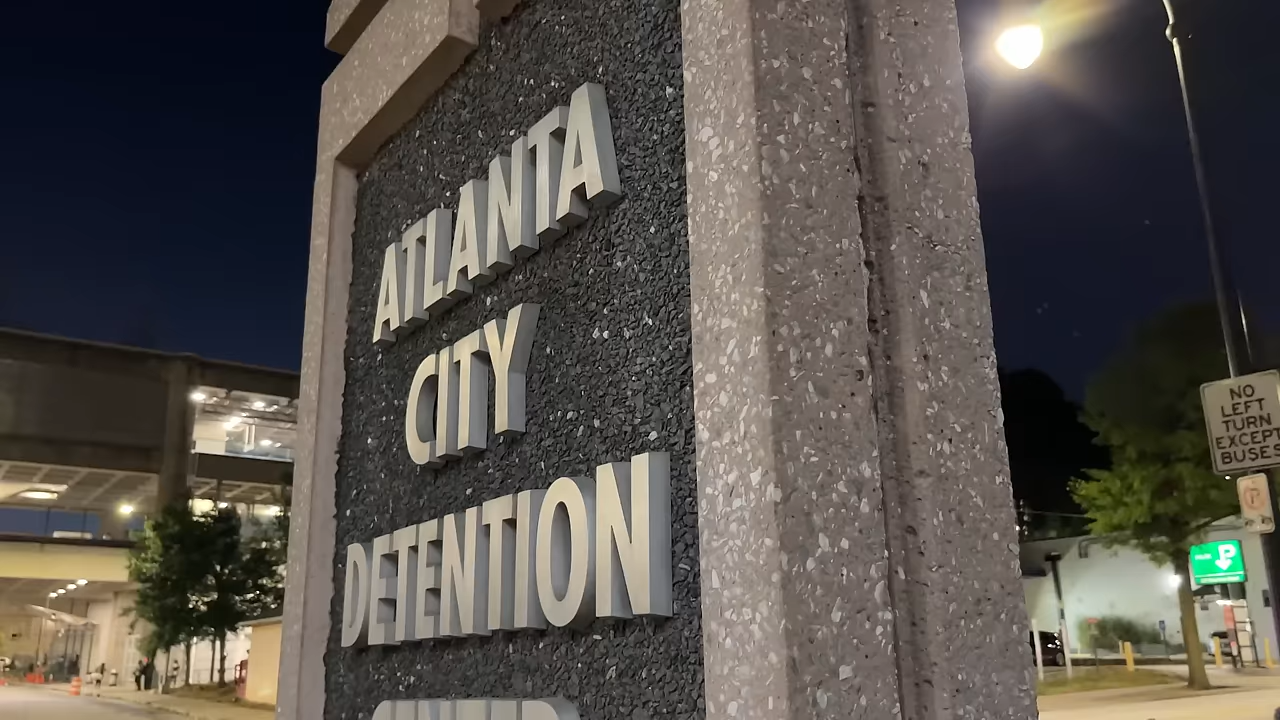 ATLANTA
CITY
DETENTION
NO
LEFT
TURN
EXCEPT
BUSES
P